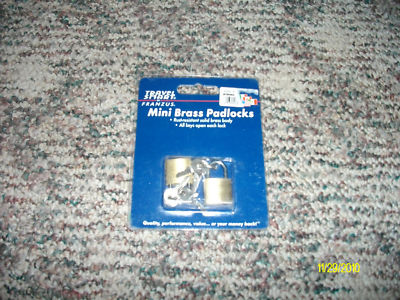 TRAVEL
SMART.
FRANZUS.
Mini Brass Padlocks
• Rust-resistant solid brass body
• All keys open each lock
Quality, performance, value... or your money back!
11/29/2010